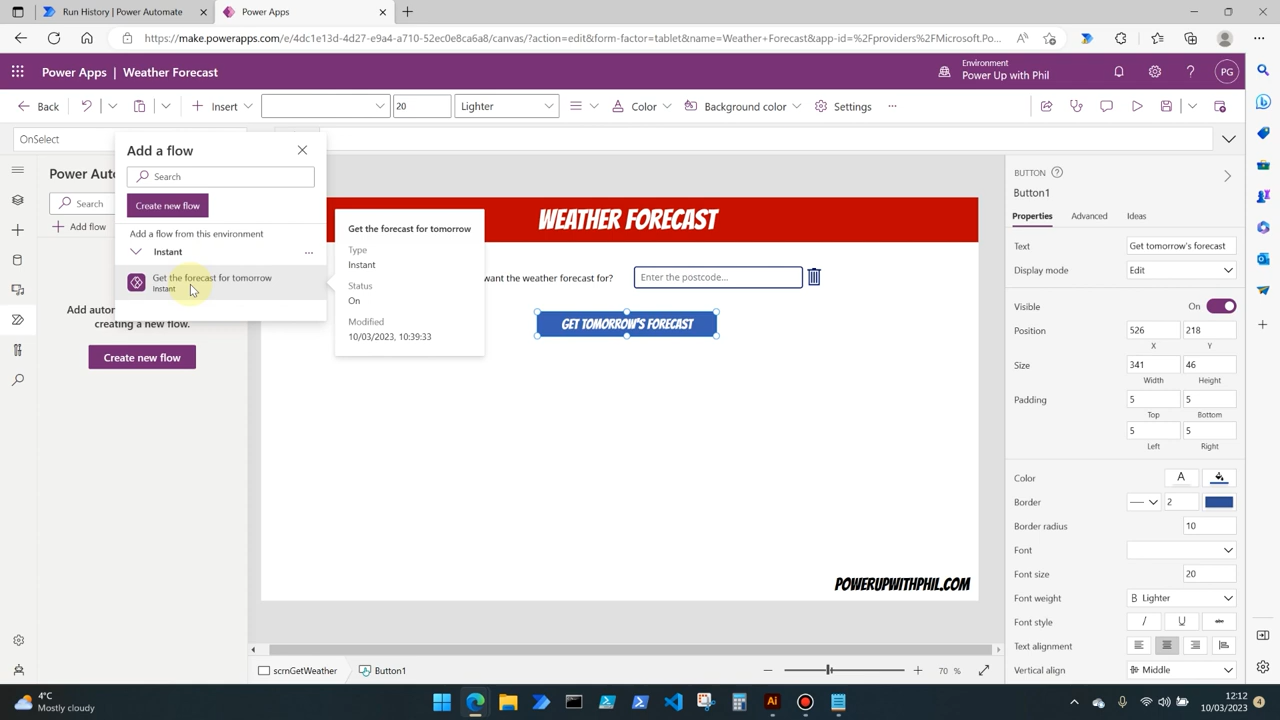 Run History | Power Automate
Power Apps
https://make.powerapps.com/e/4dc1e13d-4d27-e9a4-a710-52ec0e8ca6a8/canvas/?action=edit&form-factor=tablet&name=Weather+Forecast&app-id=%2Fproviders%2FMicrosoft.Po...
Power Apps | Weather Forecast
Environment
Power Up with Phil
PG
Back
Insert
20
Lighter
Color
Background color
Settings
OnSelect
Power Aut
Search
Add flow
Add auto
creating a new flow.
Create new flow
Add a flow
Search
Create new flow
Add a flow from this environment
Instant
Get the forecast for tomorrow
Instant
Get the forecast for tomorrow
Type
Instant
Status
On
Modified
10/03/2023, 10:39:33
WEATHER FORECAST
want the weather forecast for?
Enter the postcode...
GET TOMORROW'S FORECAST
POWERUPWITHPHIL.COM
BUTTON
Button1
Properties
Advanced
Ideas
Text
Get tomorrow's forecast
Display mode
Edit
Visible
On
Position
526
218
X
Y
Size
341
46
Width
Height
Padding
5
5
Top
Bottom
5
5
Left
Right
Color
A
Border
2
Border radius
10
Font
Font size
20
Font weight
B Lighter
Font style
/
U
abc
Text alignment
Vertical align
Middle
scrnGetWeather
Button1
70 %
4°C
Mostly cloudy
Ai
12:12
10/03/2023
4